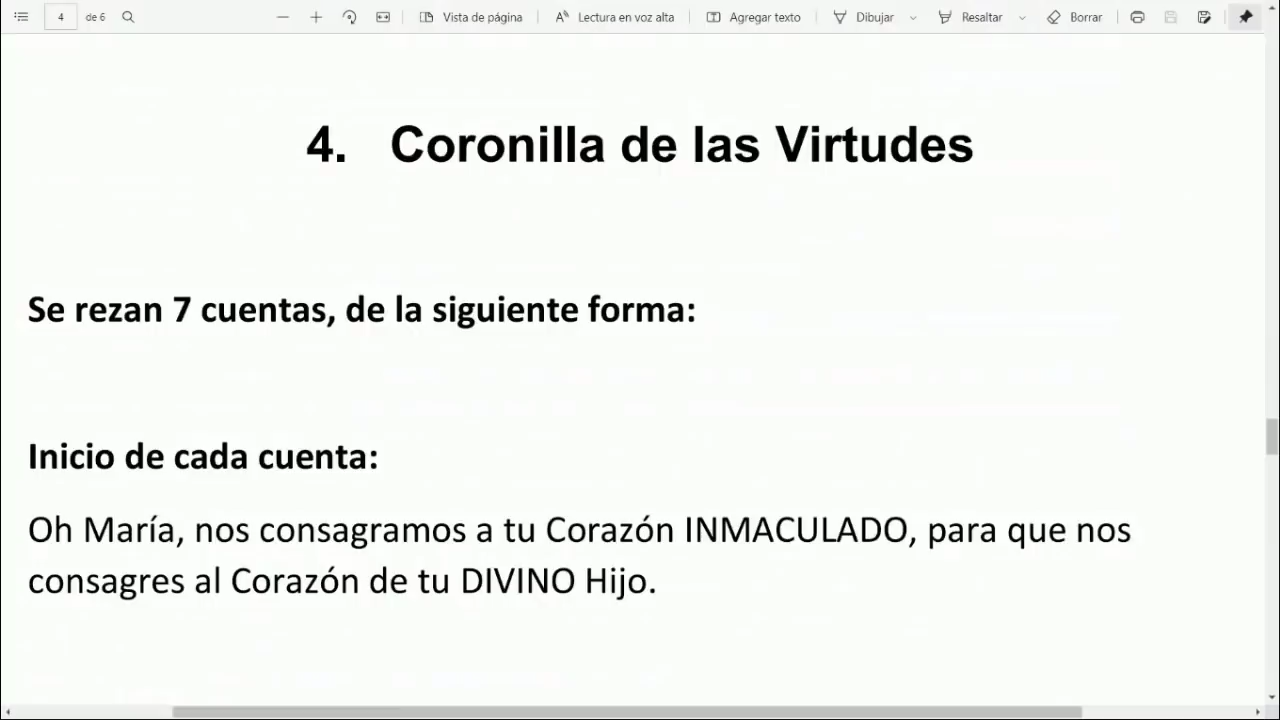 4 de 6 Vista de página Lectura en voz alta Agregar texto Dibujar Resaltar Borrar
4. Coronilla de las Virtudes
Se rezan 7 cuentas, de la siguiente forma:
Inicio de cada cuenta:
Oh María, nos consagramos a tu Corazón INMACULADO, para que nos
consagres al Corazón de tu DIVINO Hijo.